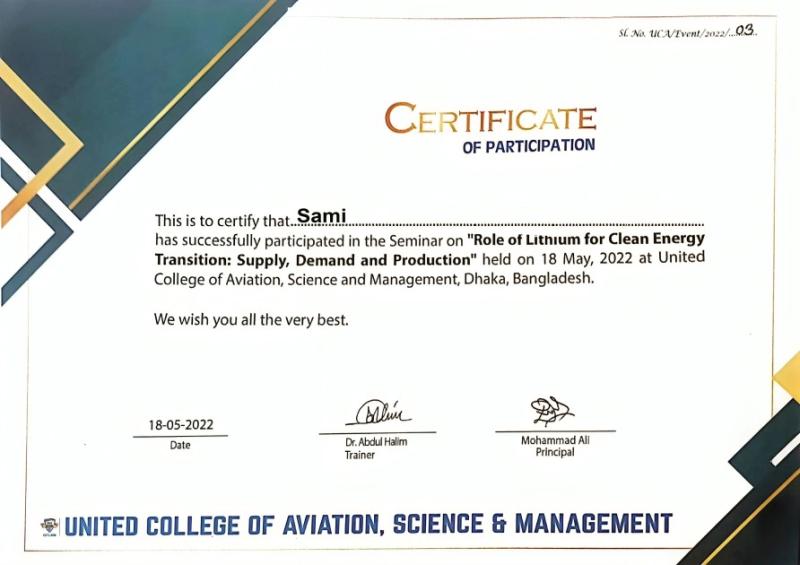 Sl. No. UCA/Event/2022/...03..
CERTIFICATE
OF PARTICIPATION
This is to certify that..Sami
has successfully participated in the Seminar on "Role of Lithium for Clean Energy
Transition: Supply, Demand and Production" held on 18 May, 2022 at United
College of Aviation, Science and Management, Dhaka, Bangladesh.
We wish you all the very best.
18-05-2022
Date
Dr. Abdul Halim
Trainer
Mohammad Ali
Principal
UNITED COLLEGE OF AVIATION, SCIENCE & MANAGEMENT